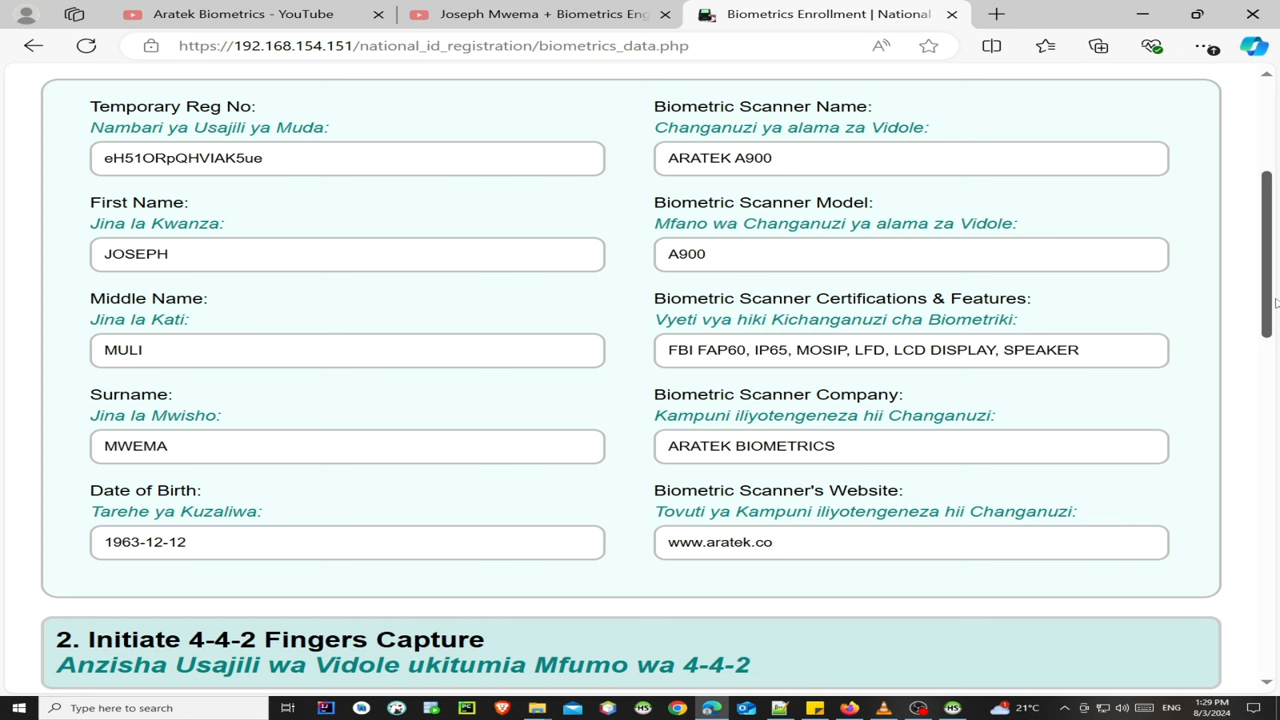 Aratek Biometrics - YouTube
Joseph Mwema + Biometrics Eng
Biometrics Enrollment | National
https://192.168.154.151/national_id_registration/biometrics_data.php
Temporary Reg No:
Nambari ya Usajili ya Muda:
eH51ORpQHVIAK5ue
First Name:
Jina la Kwanza:
JOSEPH
Middle Name:
Jina la Kati:
MULI
Surname:
Jina la Mwisho:
MWEMA
Date of Birth:
Tarehe ya Kuzaliwa:
1963-12-12
Biometric Scanner Name:
Changanuzi ya alama za Vidole:
ARATEK A900
Biometric Scanner Model:
Mfano wa Changanuzi ya alama za Vidole:
A900
Biometric Scanner Certifications & Features:
Vyeti vya hiki Kichanganuzi cha Biometriki:
FBI FAP60, IP65, MOSIP, LFD, LCD DISPLAY, SPEAKER
Biometric Scanner Company:
Kampuni iliyotengeneza hii Changanuzi:
ARATEK BIOMETRICS
Biometric Scanner's Website:
Tovuti ya Kampuni iliyotengeneza hii Changanuzi:
www.aratek.co
2. Initiate 4-4-2 Fingers Capture
Anzisha Usajili wa Vidole ukitumia Mfumo wa 4-4-2
Type here to search
21°C
ENG
1:29 PM
8/3/2024